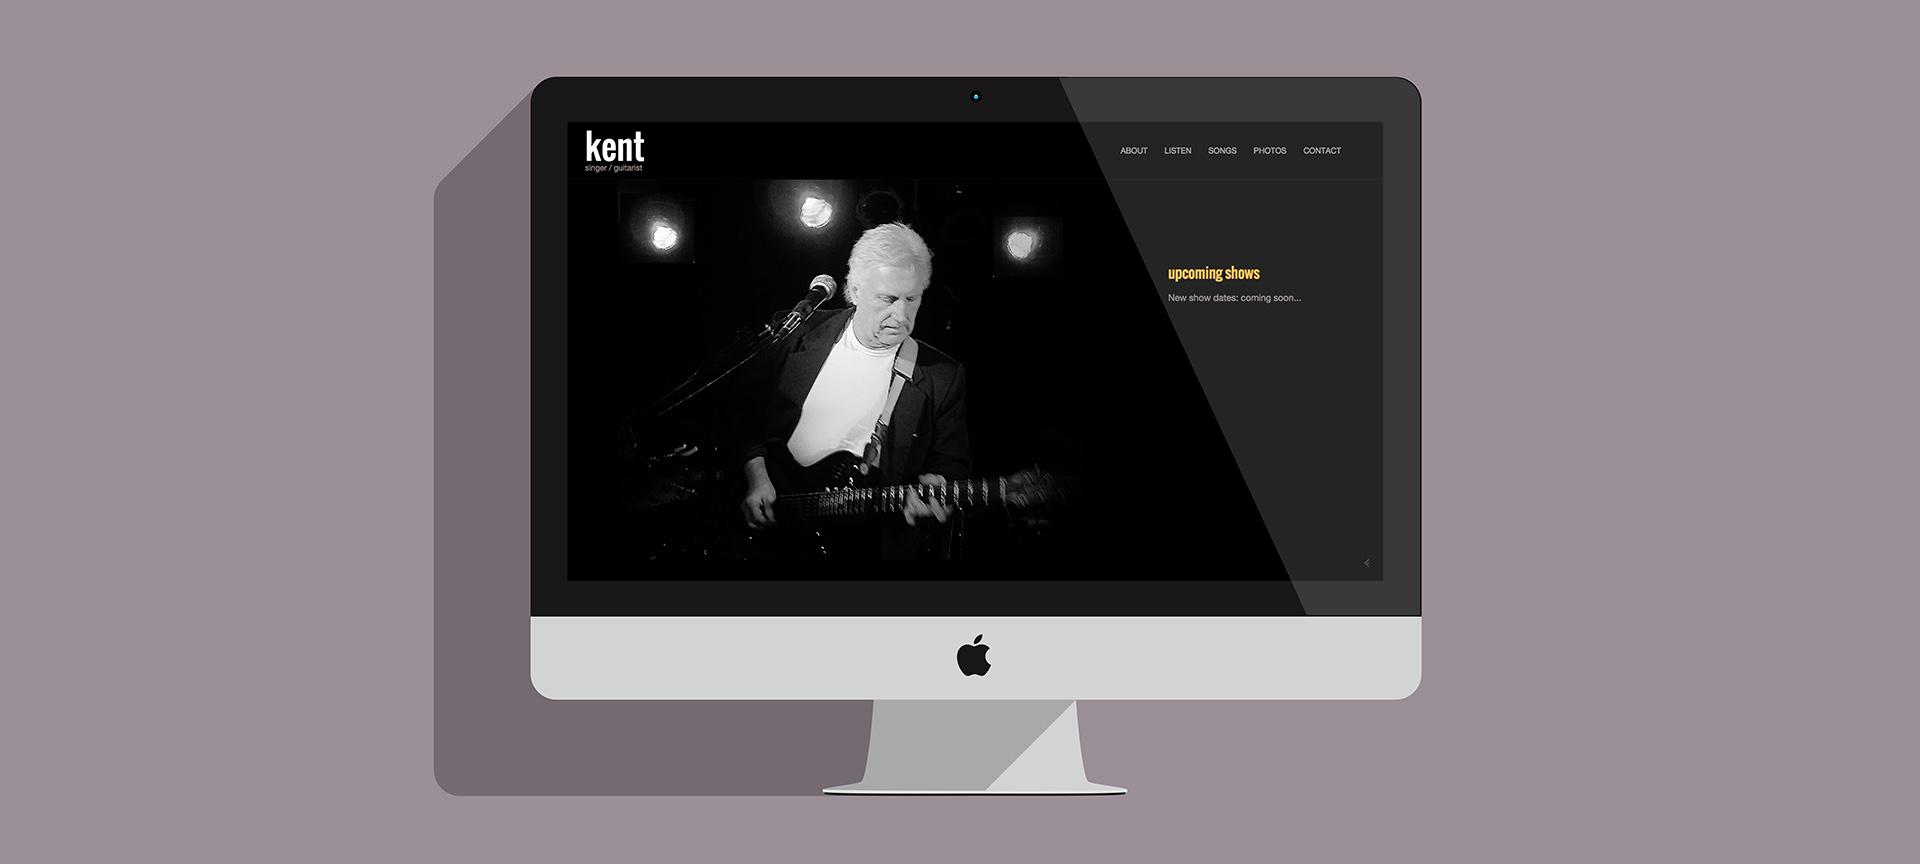 kent
singer / guitarist
ABOUT LISTEN SONGS PHOTOS CONTACT
upcoming shows
New show dates: coming soon...